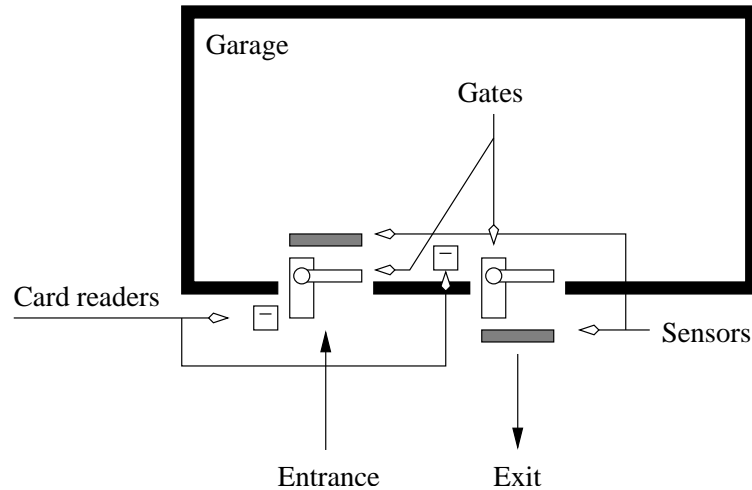 Garage
Gates
Card readers
Sensors
Entrance
Exit